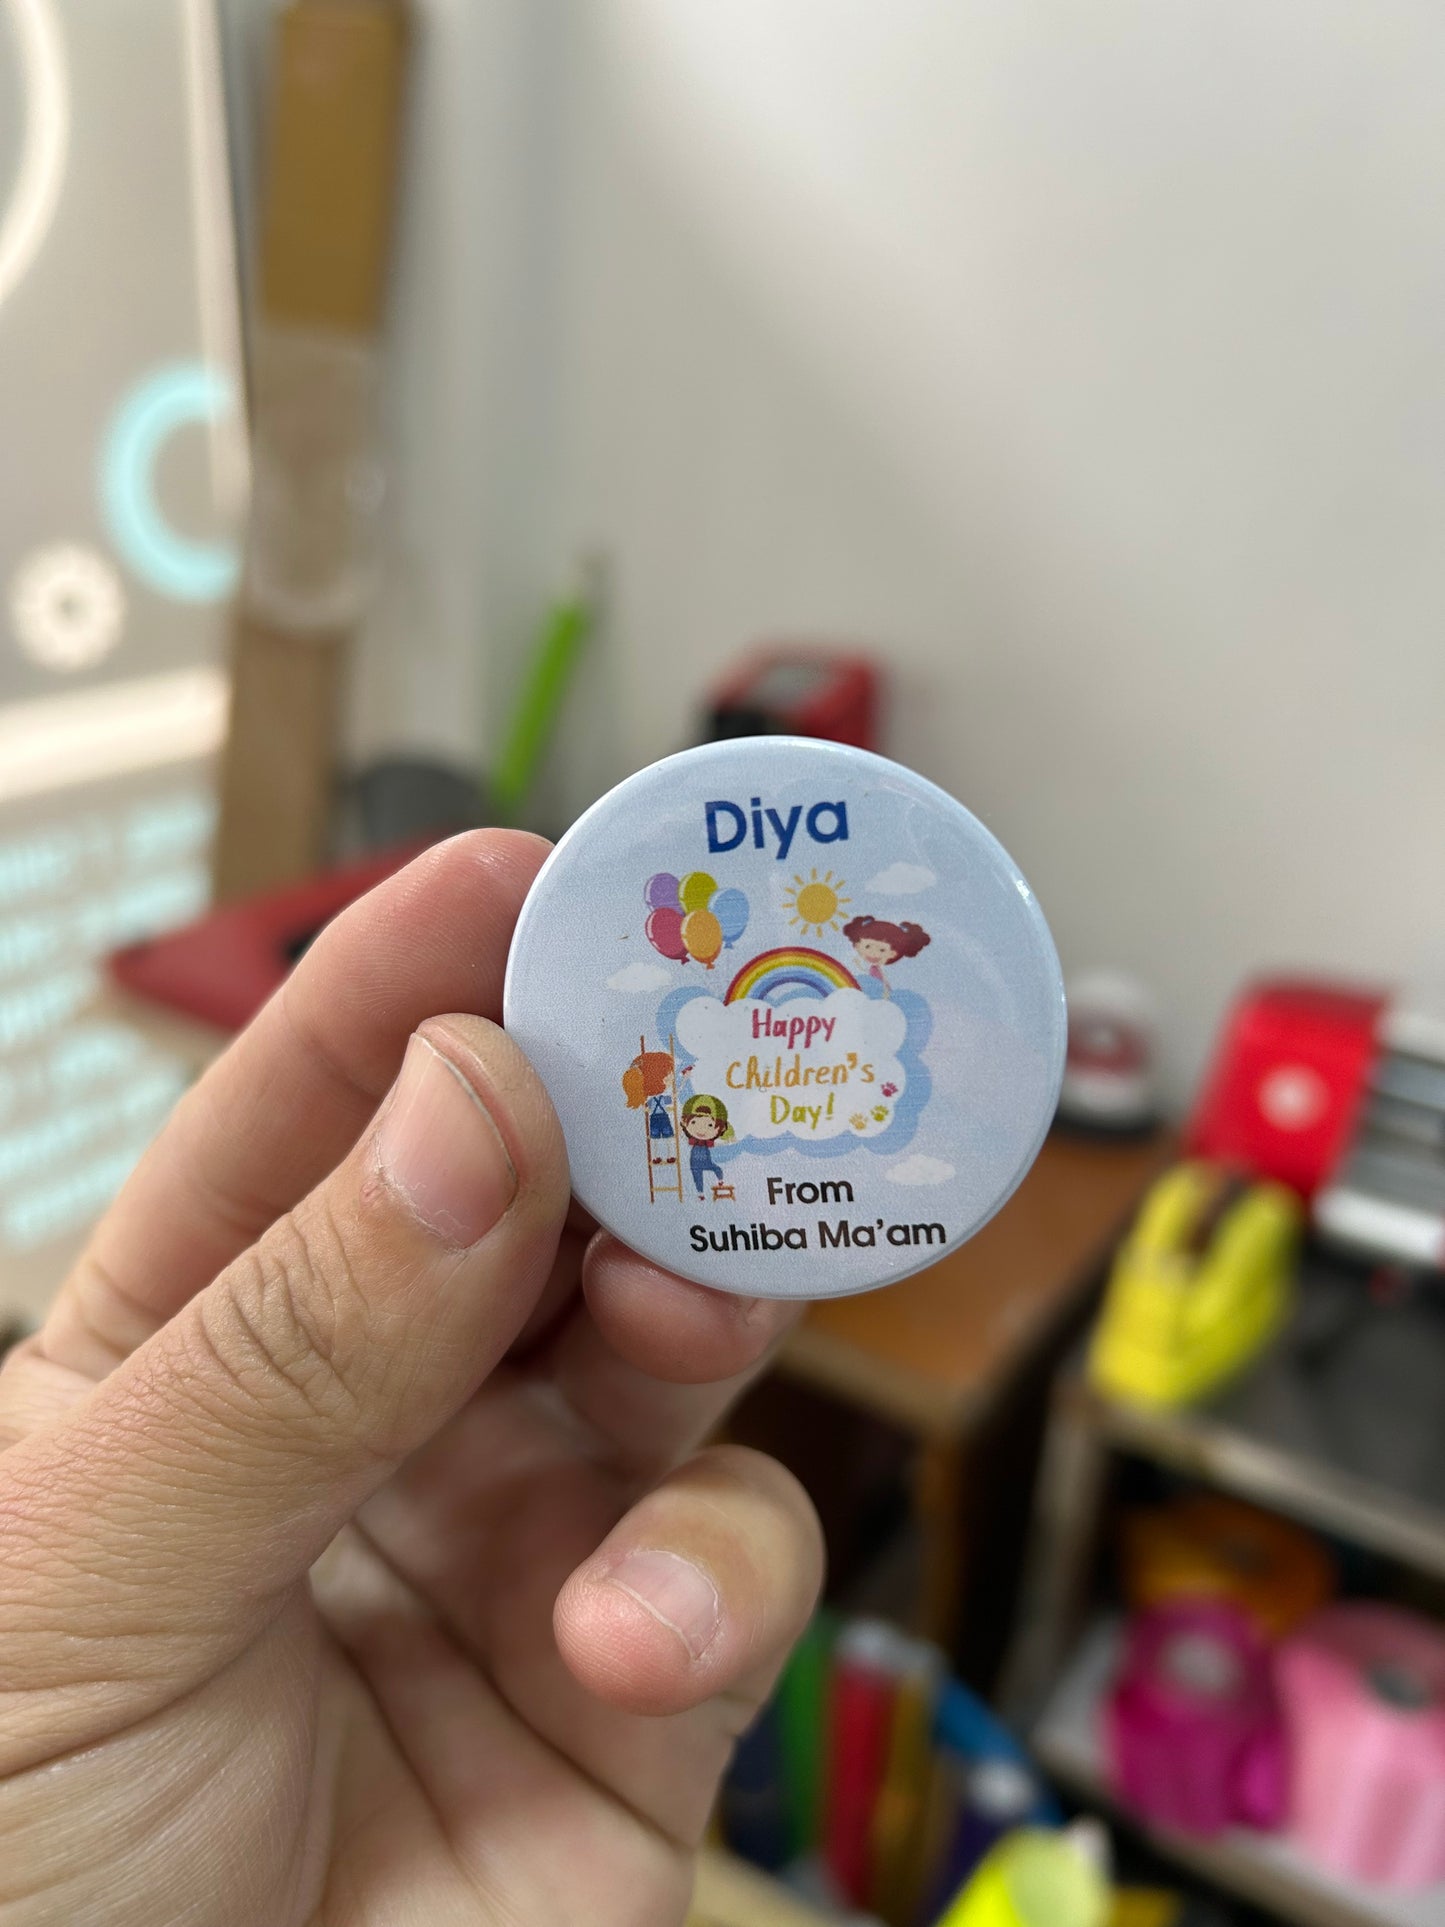 Diya
Happy
Children's
Day!
From
Suhiba Ma'am